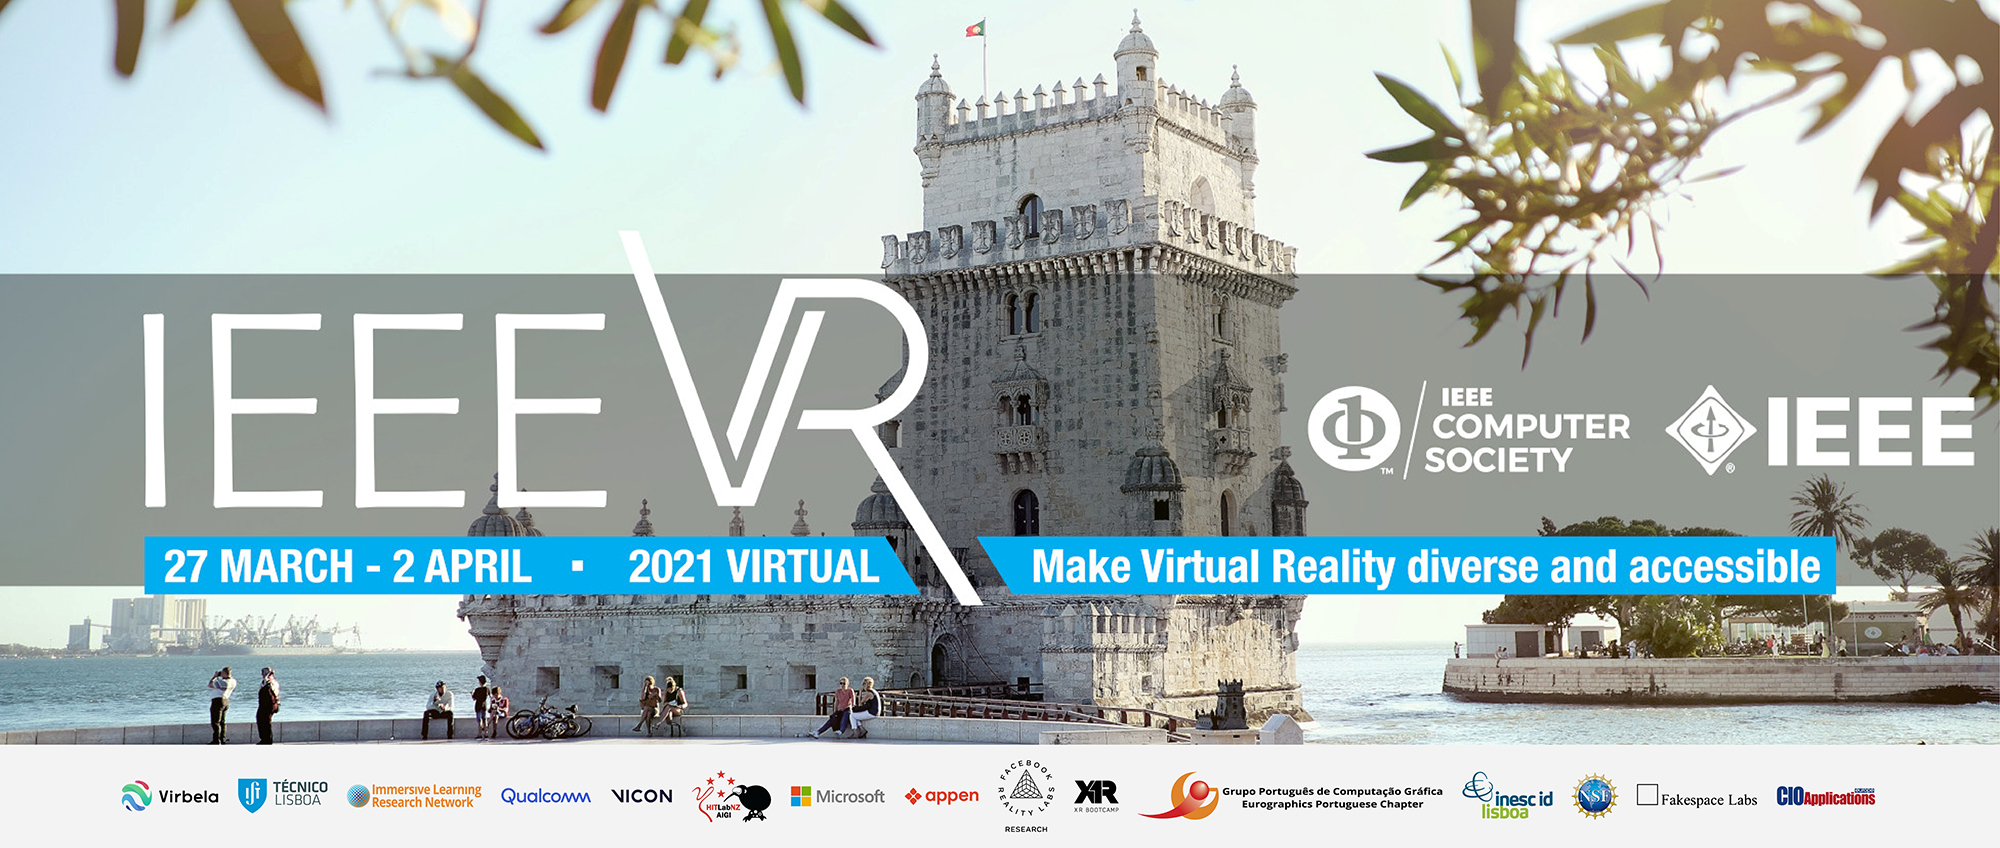 IEEE VR
IEEE
COMPUTER
SOCIETY
TM
IEEE
®
27 MARCH - 2 APRIL ▪ 2021 VIRTUAL
Make Virtual Reality diverse and accessible
Virbela
TÉCNICO
LISBOA
Immersive Learning
Research Network
Qualcomm
VICON
HITLabNZ
AIGI
Microsoft
appen
FACEBOOK
REALITY LABS
RESEARCH
XR
XR BOOTCAMP
Grupo Português de Computação Gráfica
Eurographics Portuguese Chapter
inesc id
lisboa
NSF
Fakespace Labs
europe
CIOApplications